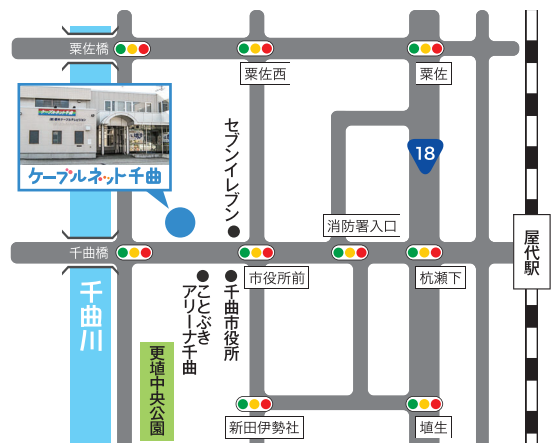 粟佐橋
粟佐西
粟佐
ケーブルネット千曲
セブンイレブン
18
消防署入口
屋代駅
千曲橋
市役所前
杭瀬下
千曲川
ことぶき
アリーナ千曲
千曲市役所
更埴中央公園
新田伊勢社
埴生